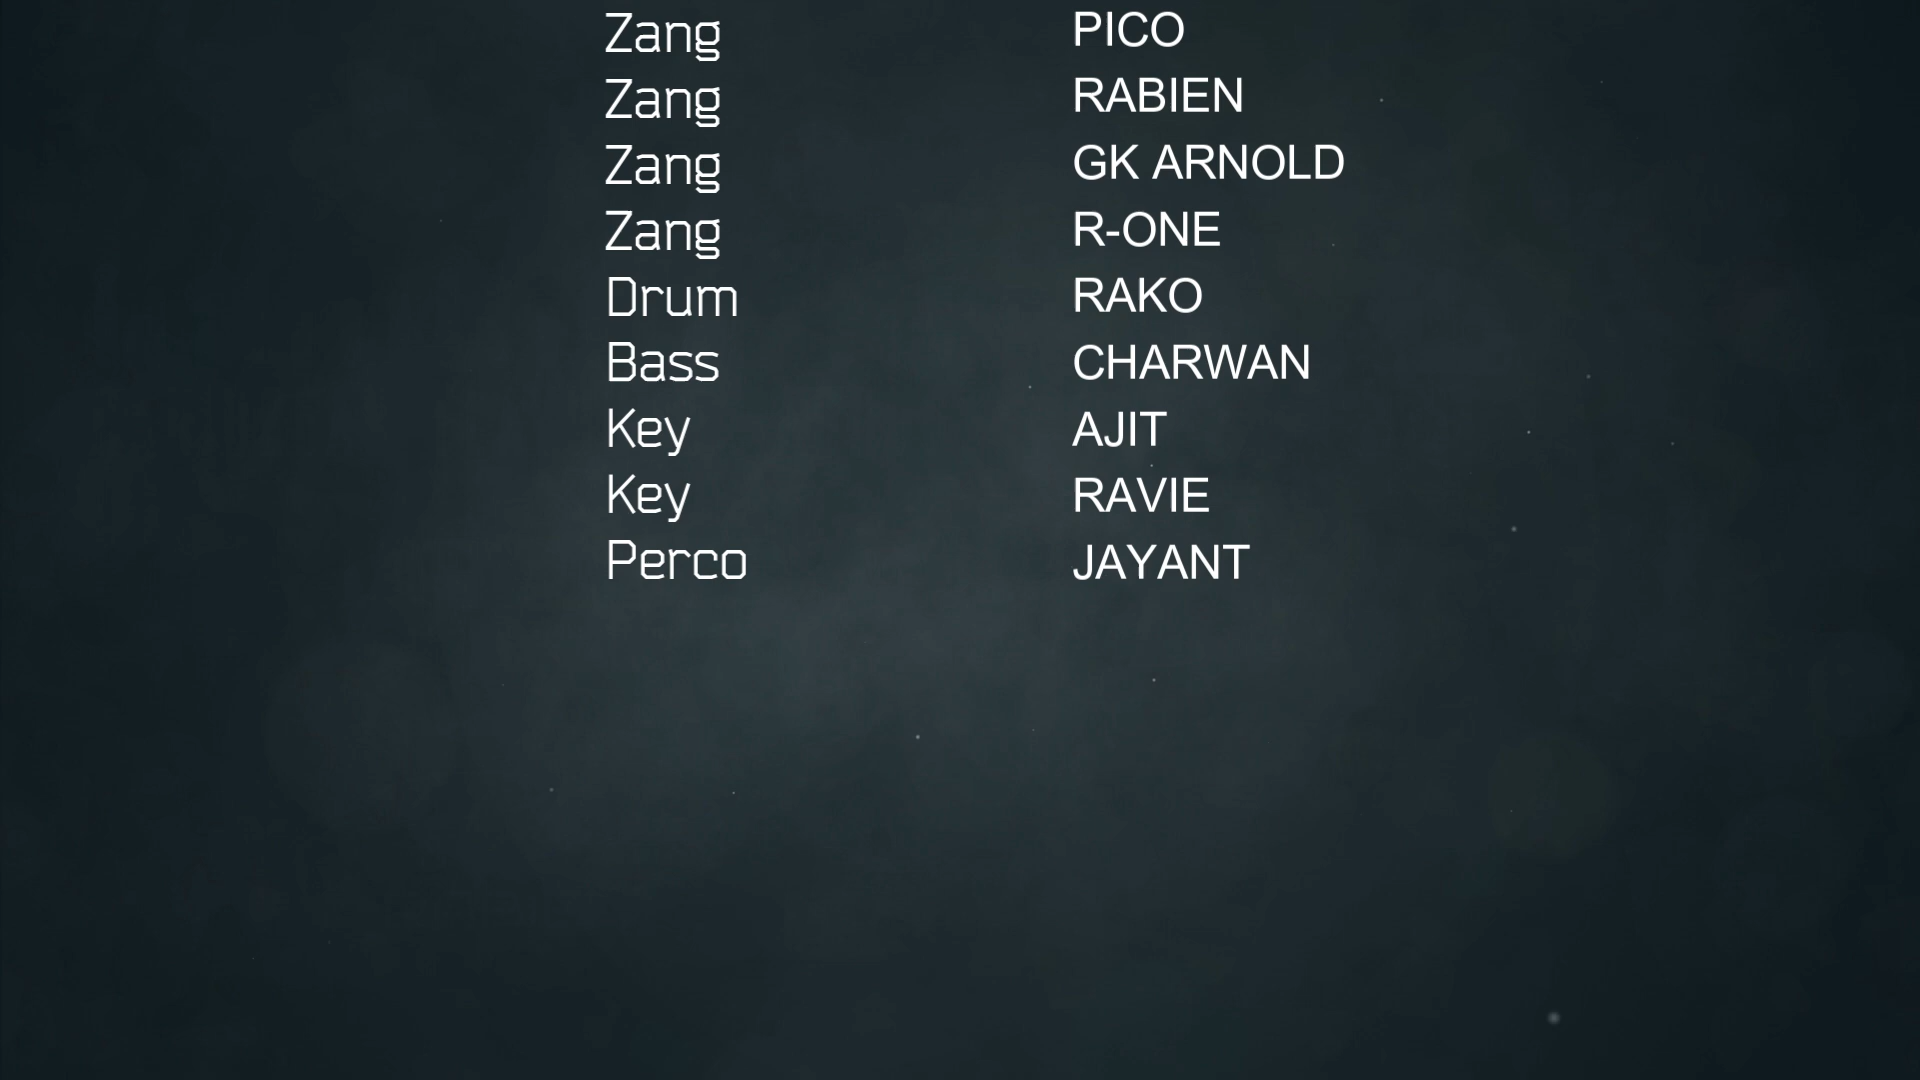 Zang PICO
Zang RABIEN
Zang GK ARNOLD
Zang R-ONE
Drum RAKO
Bass CHARWAN
Key AJIT
Key RAVIE
Perco JAYANT